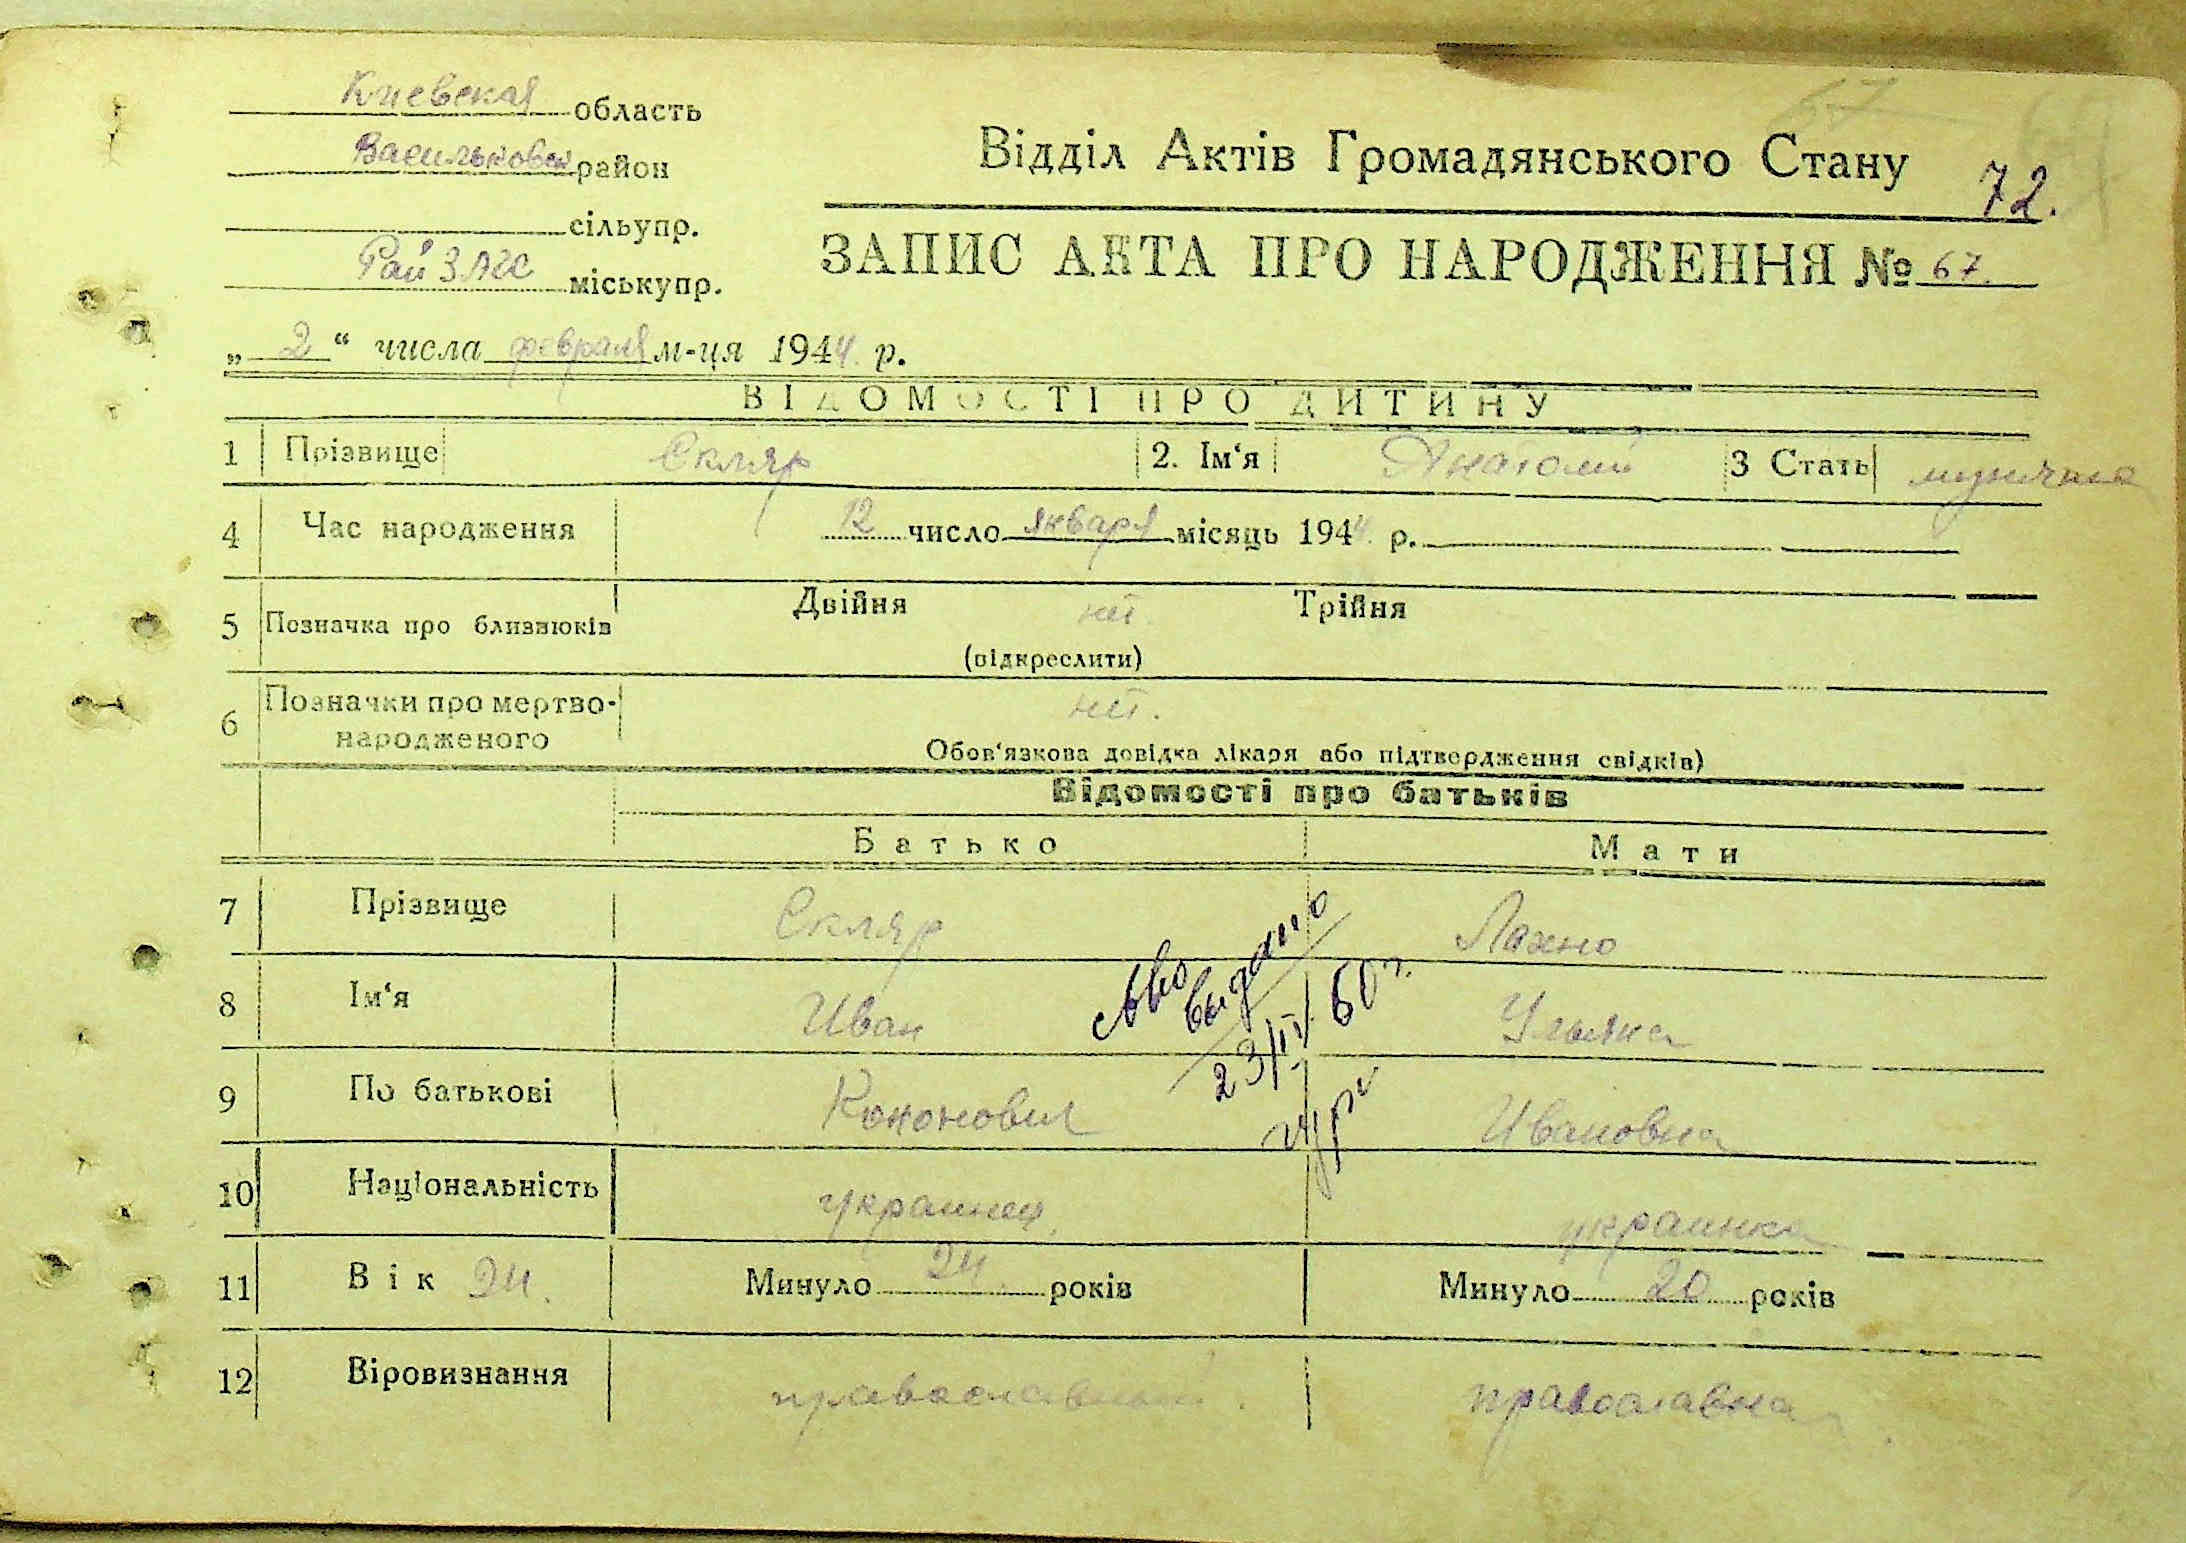 Киевская область
Васильковск район
сільупр.
Рай ЗАГС міськупр.
Відділ Актів Громадянського Стану
72.
ЗАПИС АКТА ПРО НАРОДЖЕННЯ № 67.
„ 2 “ числа февраля м-ця 1944. р.
ВІДОМОСТІ ПРО ДИТИНУ
1 Прізвище Скляр 2. Ім‘я Анатолий 3 Стать
4 Час народження 12 число января місяць 1944. р.
5 Позначка про близнюків Двійня нет. Трійня
(підкреслити)
6 Позначки про мертво-народженого нет.
Обов‘язкова довідка лікаря або підтвердження свідків)
Відомості про батьків
Батько Мати
7 Прізвище Скляр Лахно
8 Ім‘я Иван Ульяна
9 По батькові Кононович Ивановна
выдано
23/IV 60 г.
10 Національність украинец. украинка
11 Вік 24. Минуло 24. років Минуло 20 років
12 Віровизнання православный. православная